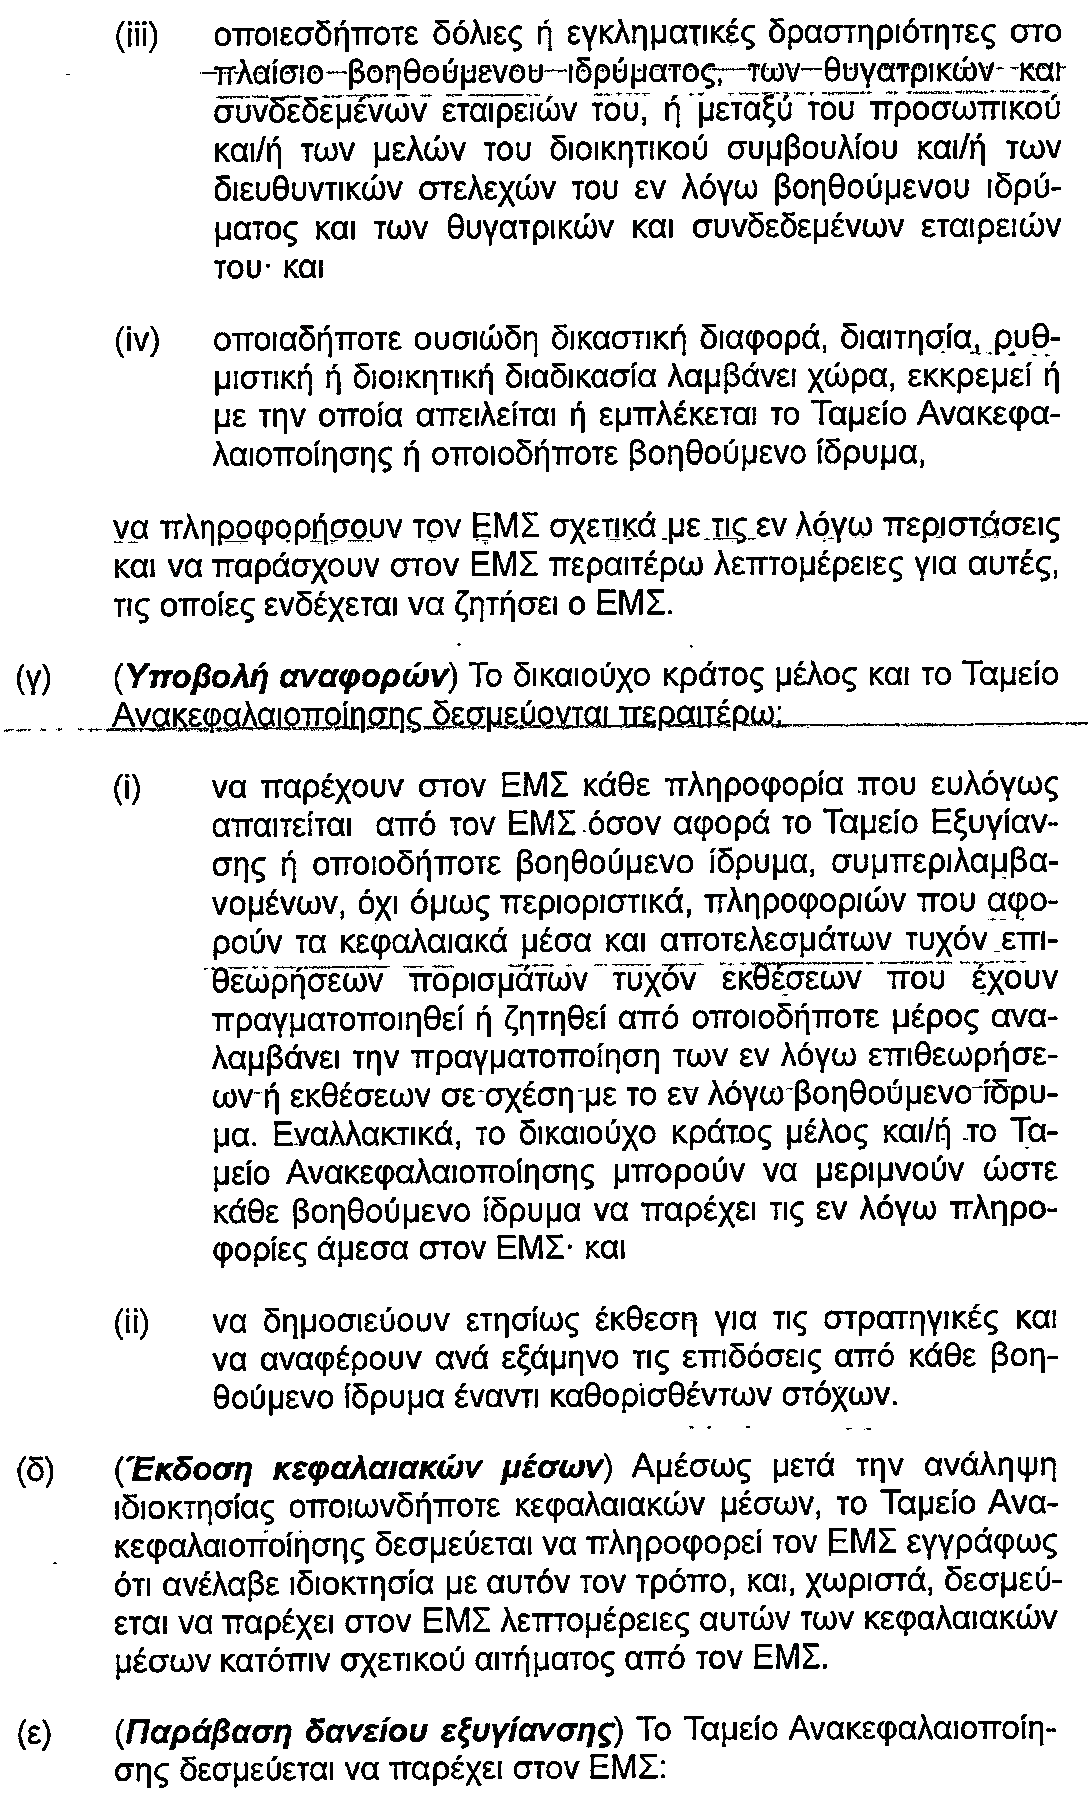 (iii) οποιεσδήποτε δόλιες ή εγκληματικές δραστηριότητες στο
πλαίσιο βοηθούμενου ιδρύματος, των θυγατρικών και
συνδεδεμένων εταιρειών του, ή μεταξύ του προσωπικού
και/ή των μελών του διοικητικού συμβουλίου και/ή των
διευθυντικών στελεχών του εν λόγω βοηθούμενου ιδρύ-
ματος και των θυγατρικών και συνδεδεμένων εταιρειών
του· και
(iv) οποιαδήποτε ουσιώδη δικαστική διαφορά, διαιτησία, ρυθ-
μιστική ή διοικητική διαδικασία λαμβάνει χώρα, εκκρεμεί ή
με την οποία απειλείται ή εμπλέκεται το Ταμείο Ανακεφα-
λαιοποίησης ή οποιοδήποτε βοηθούμενο ίδρυμα,
να πληροφορήσουν τον ΕΜΣ σχετικά με τις εν λόγω περιστάσεις
και να παράσχουν στον ΕΜΣ περαιτέρω λεπτομέρειες για αυτές,
τις οποίες ενδέχεται να ζητήσει ο ΕΜΣ.
(γ) (Υποβολή αναφορών) Το δικαιούχο κράτος μέλος και το Ταμείο
Ανακεφαλαιοποίησης δεσμεύονται περαιτέρω:
(i) να παρέχουν στον ΕΜΣ κάθε πληροφορία που ευλόγως
απαιτείται από τον ΕΜΣ όσον αφορά το Ταμείο Εξυγίαν-
σης ή οποιοδήποτε βοηθούμενο ίδρυμα, συμπεριλαμβα-
νομένων, όχι όμως περιοριστικά, πληροφοριών που αφο-
ρούν τα κεφαλαιακά μέσα και αποτελεσμάτων τυχόν επι-
θεωρήσεων πορισμάτων τυχόν εκθέσεων που έχουν
πραγματοποιηθεί ή ζητηθεί από οποιοδήποτε μέρος ανα-
λαμβάνει την πραγματοποίηση των εν λόγω επιθεωρήσε-
ων ή εκθέσεων σε σχέση με το εν λόγω βοηθούμενο ίδρυ-
μα. Εναλλακτικά, το δικαιούχο κράτος μέλος και/ή το Τα-
μείο Ανακεφαλαιοποίησης μπορούν να μεριμνούν ώστε
κάθε βοηθούμενο ίδρυμα να παρέχει τις εν λόγω πληρο-
φορίες άμεσα στον ΕΜΣ· και
(ii) να δημοσιεύουν ετησίως έκθεση για τις στρατηγικές και
να αναφέρουν ανά εξάμηνο τις επιδόσεις από κάθε βοη-
θούμενο ίδρυμα έναντι καθορισθέντων στόχων.
(δ) (Έκδοση κεφαλαιακών μέσων) Αμέσως μετά την ανάληψη
ιδιοκτησίας οποιωνδήποτε κεφαλαιακών μέσων, το Ταμείο Ανα-
κεφαλαιοποίησης δεσμεύεται να πληροφορεί τον ΕΜΣ εγγράφως
ότι ανέλαβε ιδιοκτησία με αυτόν τον τρόπο, και, χωριστά, δεσμεύ-
εται να παρέχει στον ΕΜΣ λεπτομέρειες αυτών των κεφαλαιακών
μέσων κατόπιν σχετικού αιτήματος από τον ΕΜΣ.
(ε) (Παράβαση δανείου εξυγίανσης) Το Ταμείο Ανακεφαλαιοποίη-
σης δεσμεύεται να παρέχει στον ΕΜΣ: